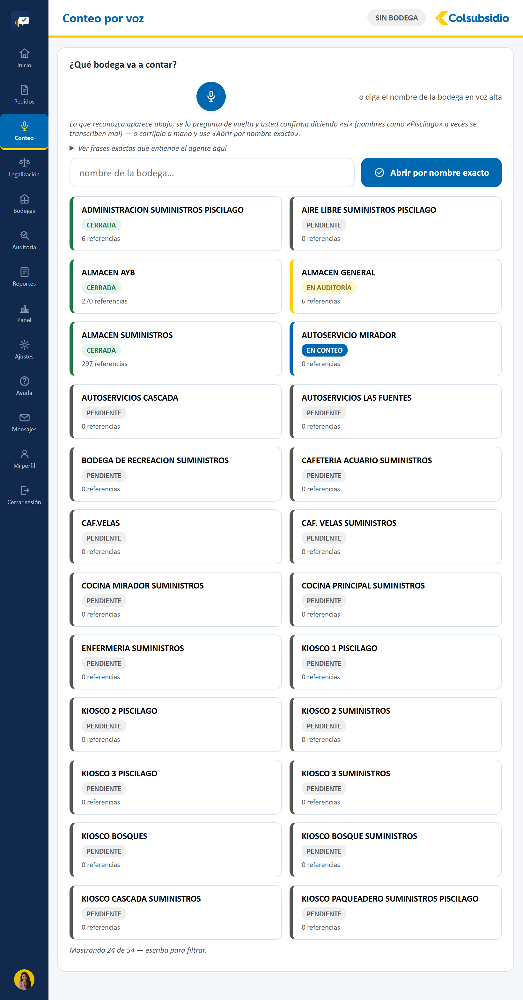 Conteo por voz
SIN BODEGA
Colsubsidio
Inicio
Pedidos
Conteo
Legalización
Bodegas
Auditoría
Reportes
Panel
Ajustes
Ayuda
Mensajes
Mi perfil
Cerrar sesión
¿Qué bodega va a contar?
o diga el nombre de la bodega en voz alta
Lo que reconozca aparece abajo, se lo pregunta de vuelta y usted confirma diciendo «sí» (nombres como «Piscilago» a veces se
transcriben mal) — o corríjalo a mano y use «Abrir por nombre exacto».
Ver frases exactas que entiende el agente aquí
nombre de la bodega...
Abrir por nombre exacto
ADMINISTRACION SUMINISTROS PISCILAGO
CERRADA
6 referencias
AIRE LIBRE SUMINISTROS PISCILAGO
PENDIENTE
0 referencias
ALMACEN AYB
CERRADA
270 referencias
ALMACEN GENERAL
EN AUDITORÍA
6 referencias
ALMACEN SUMINISTROS
CERRADA
297 referencias
AUTOSERVICIO MIRADOR
EN CONTEO
0 referencias
AUTOSERVICIOS CASCADA
PENDIENTE
0 referencias
AUTOSERVICIOS LAS FUENTES
PENDIENTE
0 referencias
BODEGA DE RECREACION SUMINISTROS
PENDIENTE
0 referencias
CAFETERIA ACUARIO SUMINISTROS
PENDIENTE
0 referencias
CAF.VELAS
PENDIENTE
0 referencias
CAF. VELAS SUMINISTROS
PENDIENTE
0 referencias
COCINA MIRADOR SUMINISTROS
PENDIENTE
0 referencias
COCINA PRINCIPAL SUMINISTROS
PENDIENTE
0 referencias
ENFERMERIA SUMINISTROS
PENDIENTE
0 referencias
KIOSCO 1 PISCILAGO
PENDIENTE
0 referencias
KIOSCO 2 PISCILAGO
PENDIENTE
0 referencias
KIOSCO 2 SUMINISTROS
PENDIENTE
0 referencias
KIOSCO 3 PISCILAGO
PENDIENTE
0 referencias
KIOSCO 3 SUMINISTROS
PENDIENTE
0 referencias
KIOSCO BOSQUES
PENDIENTE
0 referencias
KIOSCO BOSQUE SUMINISTROS
PENDIENTE
0 referencias
KIOSCO CASCADA SUMINISTROS
PENDIENTE
0 referencias
KIOSCO PAQUEADERO SUMINISTROS PISCILAGO
PENDIENTE
0 referencias
Mostrando 24 de 54 — escriba para filtrar.